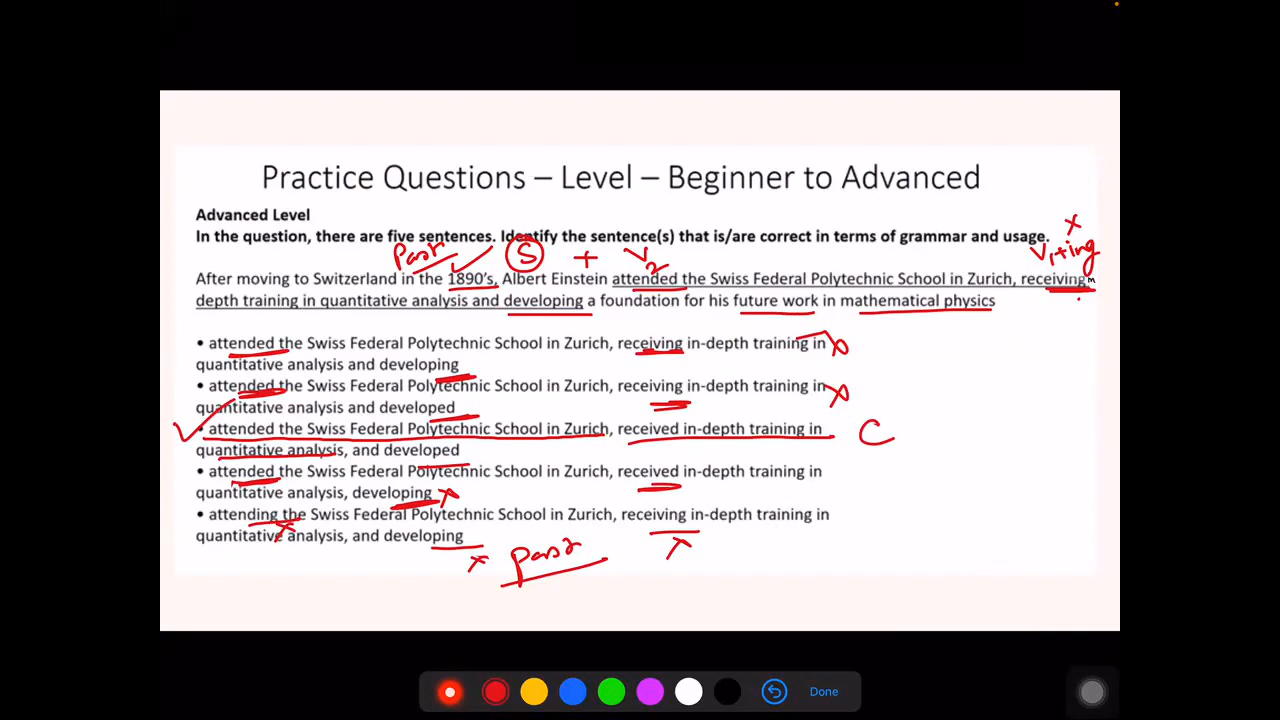 Practice Questions – Level – Beginner to Advanced
Advanced Level
In the question, there are five sentences. Identify the sentence(s) that is/are correct in terms of grammar and usage.
x
Past S + V2 V1+ing
After moving to Switzerland in the 1890's, Albert Einstein attended the Swiss Federal Polytechnic School in Zurich, receiving in
depth training in quantitative analysis and developing a foundation for his future work in mathematical physics
• attended the Swiss Federal Polytechnic School in Zurich, receiving in-depth training in x
quantitative analysis and developing
• attended the Swiss Federal Polytechnic School in Zurich, receiving in-depth training in x
quantitative analysis and developed
• attended the Swiss Federal Polytechnic School in Zurich, received in-depth training in C
quantitative analysis, and developed
• attended the Swiss Federal Polytechnic School in Zurich, received in-depth training in
quantitative analysis, developing x
• attending the Swiss Federal Polytechnic School in Zurich, receiving in-depth training in
quantitative analysis, and developing
x past x
Done